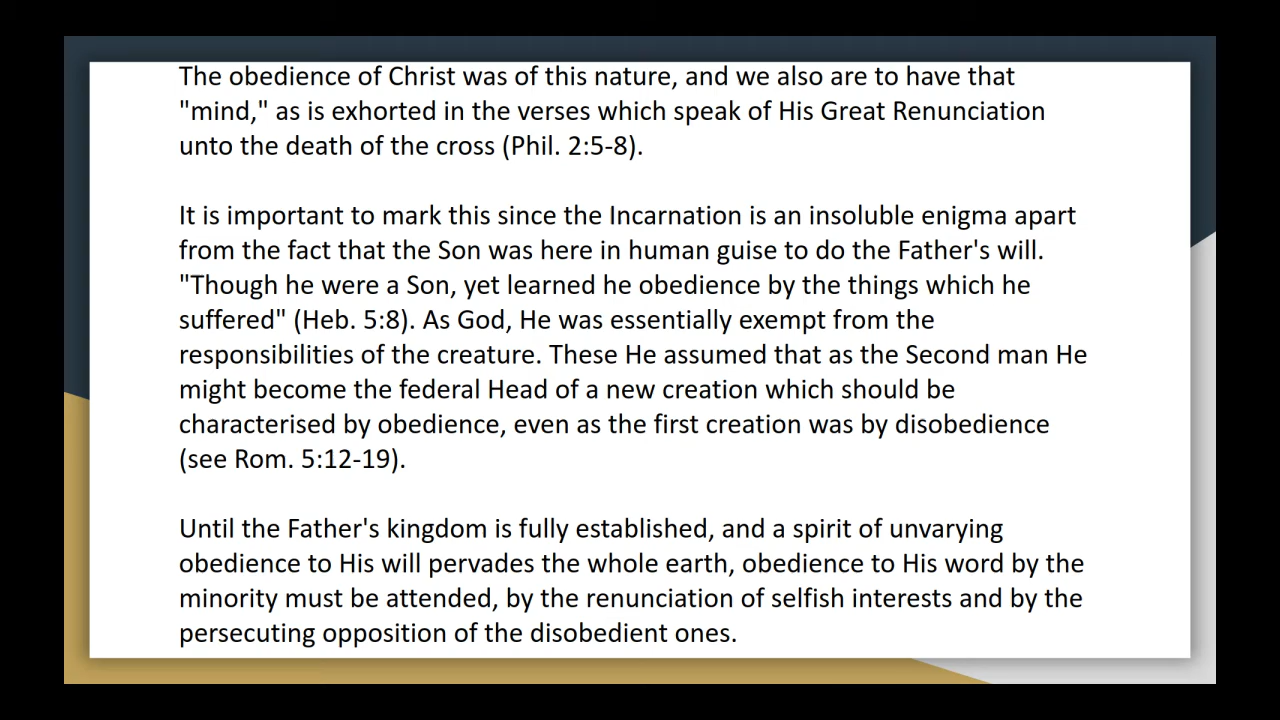 The obedience of Christ was of this nature, and we also are to have that
"mind," as is exhorted in the verses which speak of His Great Renunciation
unto the death of the cross (Phil. 2:5-8).
It is important to mark this since the Incarnation is an insoluble enigma apart
from the fact that the Son was here in human guise to do the Father's will.
"Though he were a Son, yet learned he obedience by the things which he
suffered" (Heb. 5:8). As God, He was essentially exempt from the
responsibilities of the creature. These He assumed that as the Second man He
might become the federal Head of a new creation which should be
characterised by obedience, even as the first creation was by disobedience
(see Rom. 5:12-19).
Until the Father's kingdom is fully established, and a spirit of unvarying
obedience to His will pervades the whole earth, obedience to His word by the
minority must be attended, by the renunciation of selfish interests and by the
persecuting opposition of the disobedient ones.